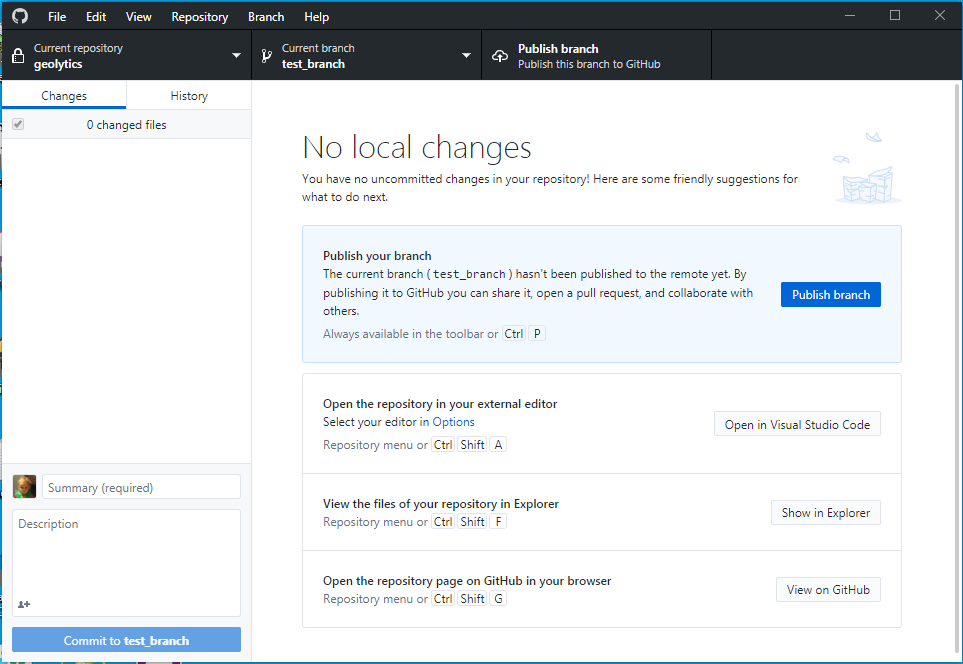 File Edit View Repository Branch Help
Current repository
geolytics
Current branch
test_branch
Publish branch
Publish this branch to GitHub
Changes History
0 changed files
No local changes
You have no uncommitted changes in your repository! Here are some friendly suggestions for
what to do next.
Publish your branch
The current branch ( test_branch ) hasn't been published to the remote yet. By
publishing it to GitHub you can share it, open a pull request, and collaborate with
others.
Always available in the toolbar or Ctrl P
Publish branch
Open the repository in your external editor
Select your editor in Options
Repository menu or Ctrl Shift A
Open in Visual Studio Code
View the files of your repository in Explorer
Repository menu or Ctrl Shift F
Show in Explorer
Open the repository page on GitHub in your browser
Repository menu or Ctrl Shift G
View on GitHub
Summary (required)
Description
Commit to test_branch